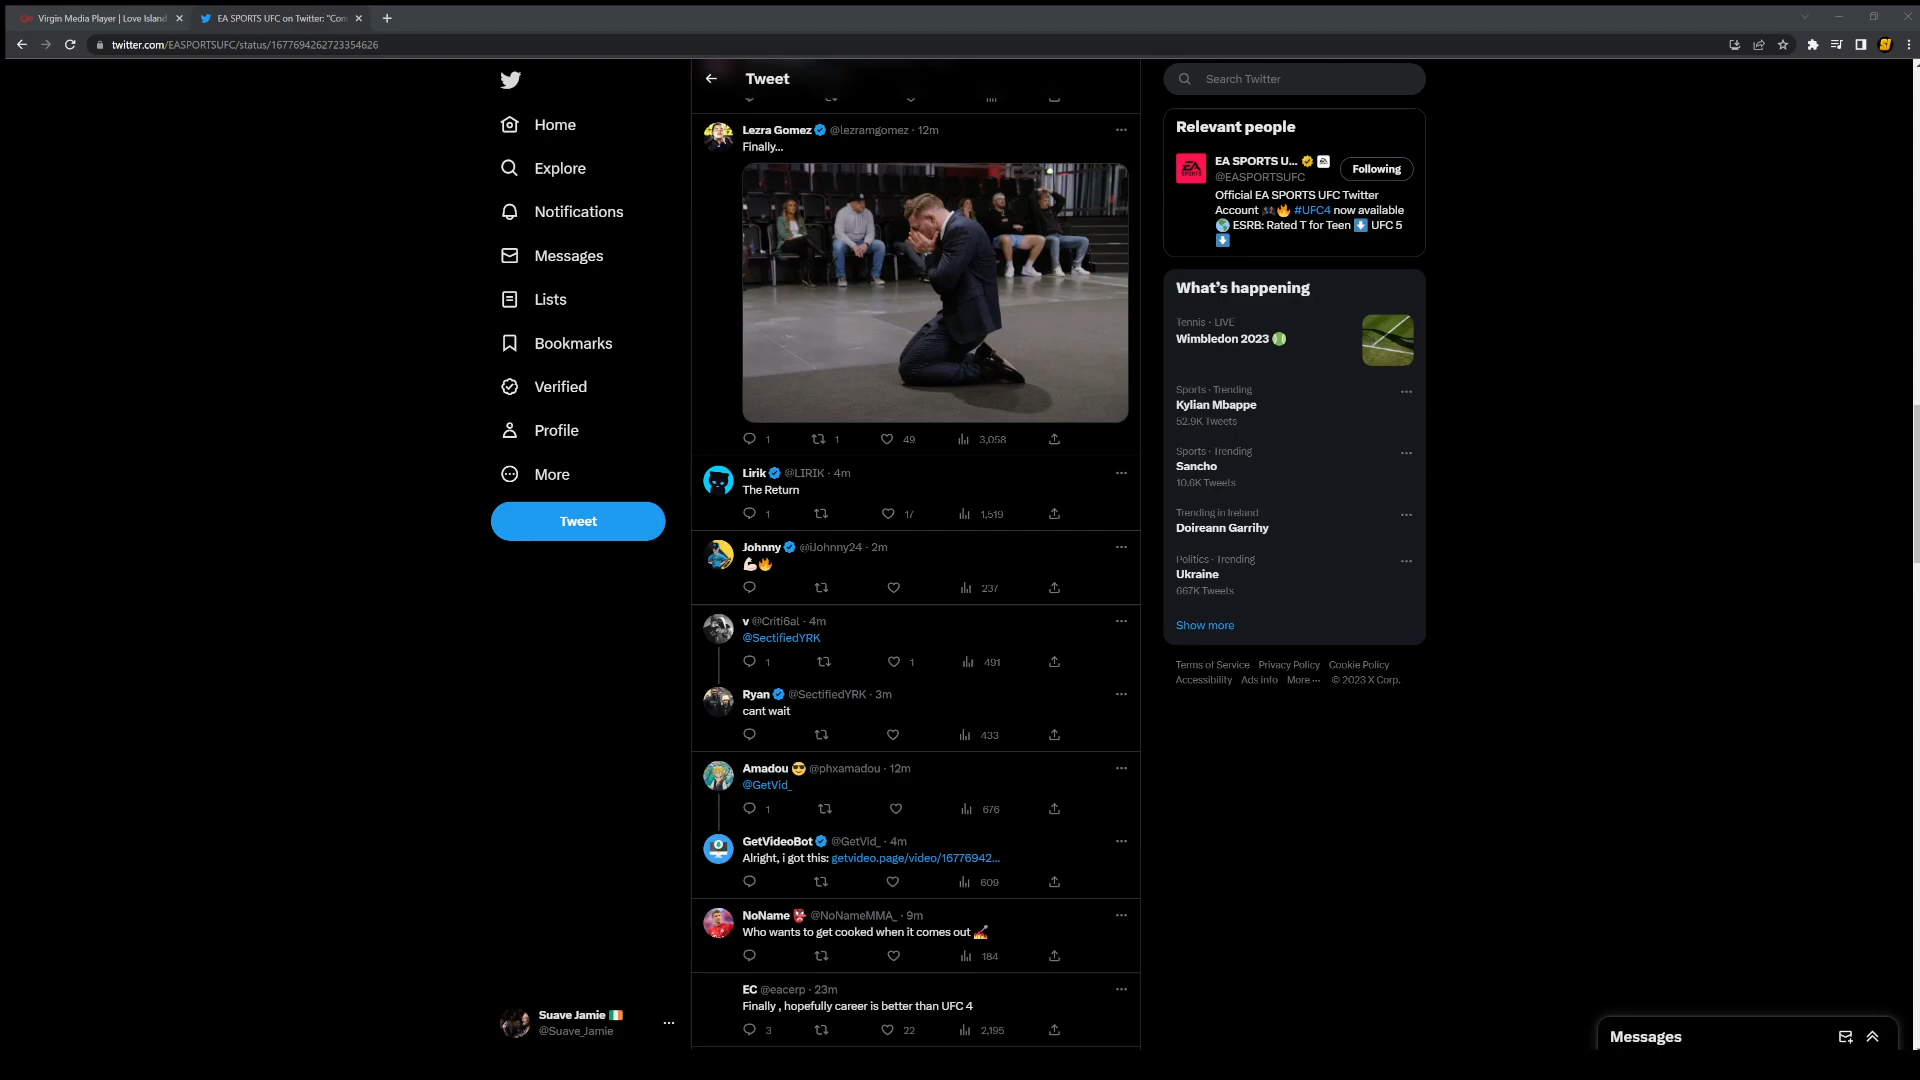 Virgin Media Player | Love Island
EA SPORTS UFC on Twitter: "Com
twitter.com/EASPORTSUFC/status/1677694262723354626
Home
Explore
Notifications
Messages
Lists
Bookmarks
Verified
Profile
More
Tweet
Suave Jamie
@Suave_Jamie
Tweet
Lezra Gomez @lezramgomez · 12m
Finally...
1 1 49 3,058
Lirik @LIRIK · 4m
The Return
1 17 1,519
Johnny @iJohnny24 · 2m
237
v @Criti6al · 4m
@SectifiedYRK
1 1 491
Ryan @SectifiedYRK · 3m
cant wait
433
Amadou @phxamadou · 12m
@GetVid_
1 676
GetVideoBot @GetVid_ · 4m
Alright, i got this: getvideo.page/video/16776942...
609
NoName @NoNameMMA_ · 9m
Who wants to get cooked when it comes out
184
EC @eacerp · 23m
Finally , hopefully career is better than UFC 4
3 22 2,195
Search Twitter
Relevant people
EA SPORTS U...
@EASPORTSUFC
Following
Official EA SPORTS UFC Twitter
Account #UFC4 now available
ESRB: Rated T for Teen UFC 5
What's happening
Tennis · LIVE
Wimbledon 2023
Sports · Trending
Kylian Mbappe
52.9K Tweets
Sports · Trending
Sancho
10.6K Tweets
Trending in Ireland
Doireann Garrihy
Politics · Trending
Ukraine
667K Tweets
Show more
Terms of Service Privacy Policy Cookie Policy
Accessibility Ads info More ··· © 2023 X Corp.
Messages